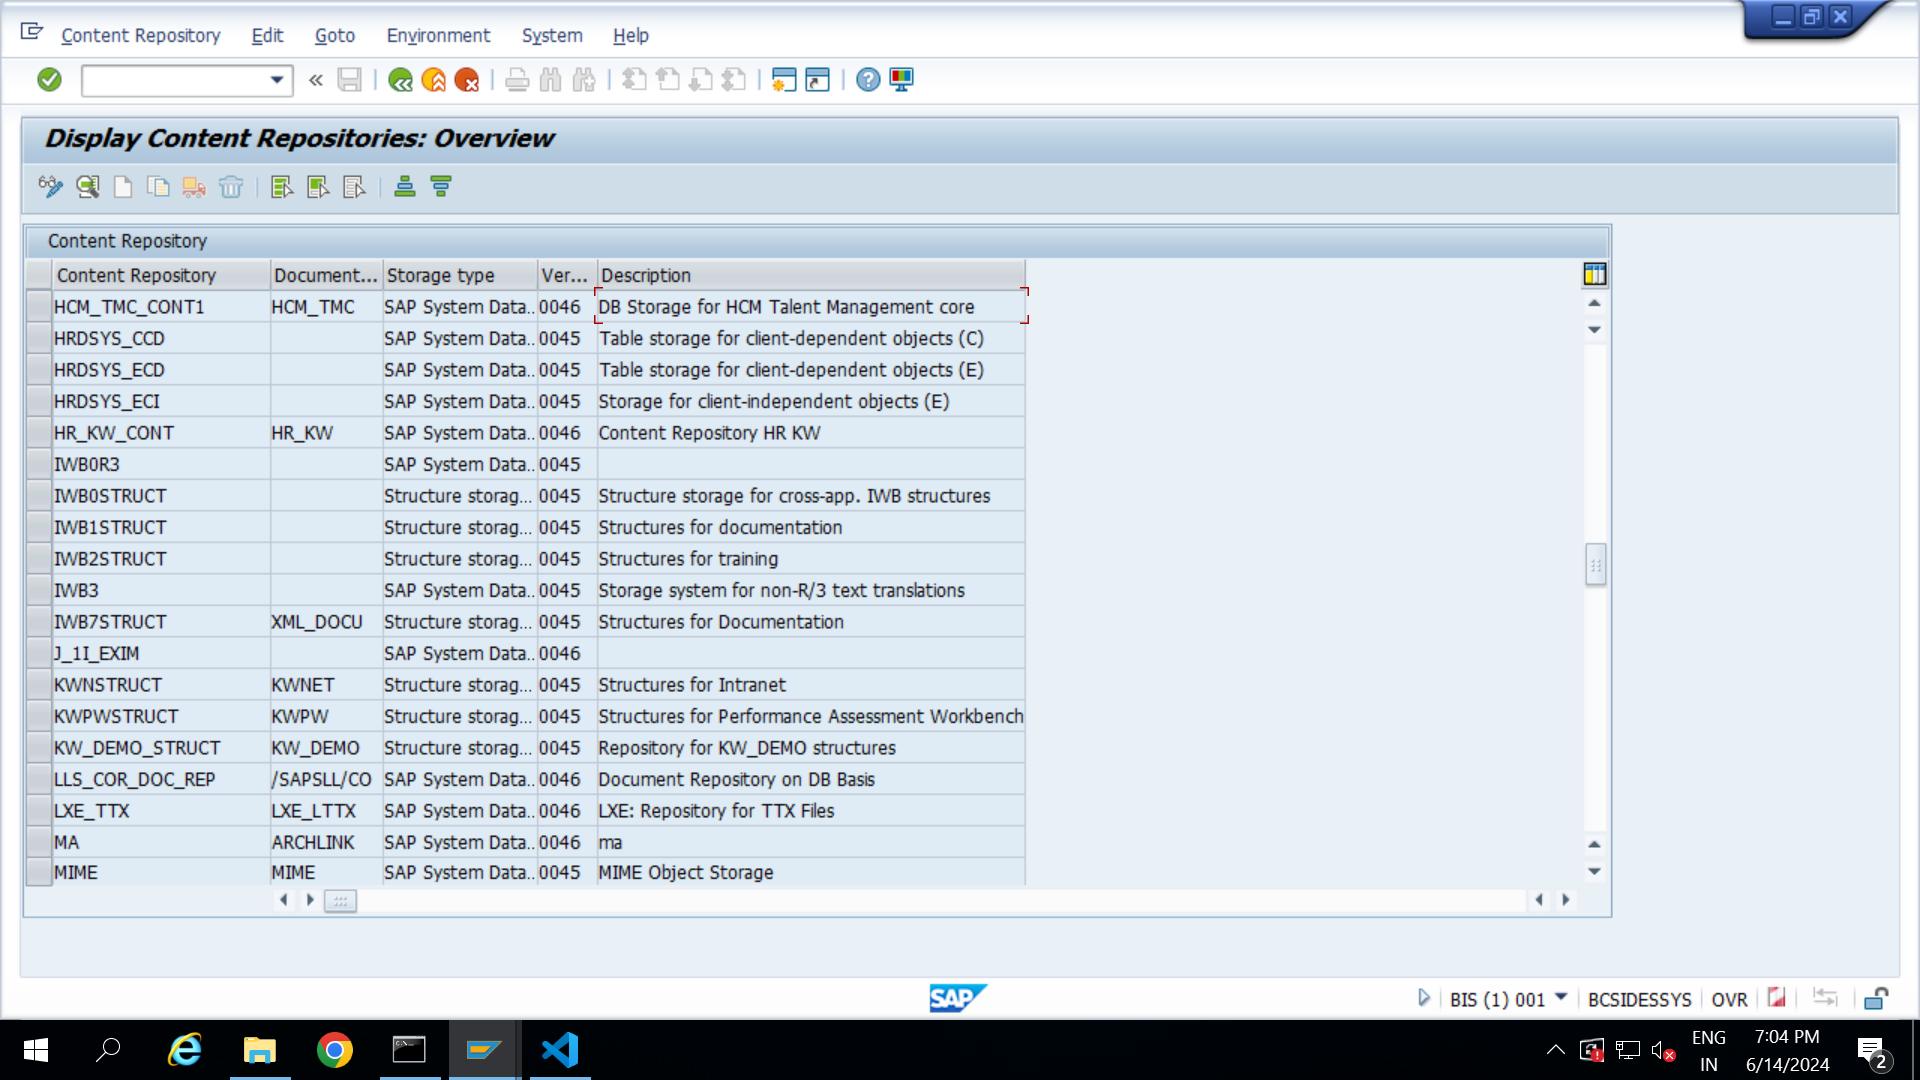 Content Repository Edit Goto Environment System Help
Display Content Repositories: Overview
Content Repository
Content Repository Document... Storage type Ver... Description
HCM_TMC_CONT1 HCM_TMC SAP System Data.. 0046 DB Storage for HCM Talent Management core
HRDSYS_CCD SAP System Data.. 0045 Table storage for client-dependent objects (C)
HRDSYS_ECD SAP System Data.. 0045 Table storage for client-dependent objects (E)
HRDSYS_ECI SAP System Data.. 0045 Storage for client-independent objects (E)
HR_KW_CONT HR_KW SAP System Data.. 0046 Content Repository HR KW
IWB0R3 SAP System Data.. 0045
IWB0STRUCT Structure storag... 0045 Structure storage for cross-app. IWB structures
IWB1STRUCT Structure storag... 0045 Structures for documentation
IWB2STRUCT Structure storag... 0045 Structures for training
IWB3 SAP System Data.. 0045 Storage system for non-R/3 text translations
IWB7STRUCT XML_DOCU Structure storag... 0045 Structures for Documentation
J_1I_EXIM SAP System Data.. 0046
KWNSTRUCT KWNET Structure storag... 0045 Structures for Intranet
KWPWSTRUCT KWPW Structure storag... 0045 Structures for Performance Assessment Workbench
KW_DEMO_STRUCT KW_DEMO Structure storag... 0045 Repository for KW_DEMO structures
LLS_COR_DOC_REP /SAPSLL/CO SAP System Data.. 0046 Document Repository on DB Basis
LXE_TTX LXE_LTTX SAP System Data.. 0046 LXE: Repository for TTX Files
MA ARCHLINK SAP System Data.. 0046 ma
MIME MIME SAP System Data.. 0045 MIME Object Storage
SAP BIS (1) 001 BCSIDESSYS OVR
ENG 7:04 PM
IN 6/14/2024 2